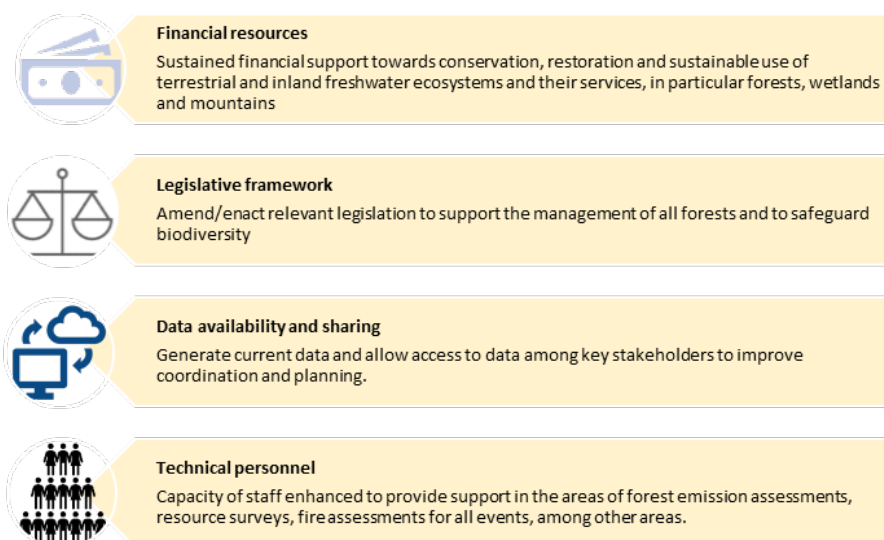 Financial resources
Sustained financial support towards conservation, restoration and sustainable use of
terrestrial and inland freshwater ecosystems and their services, in particular forests, wetlands
and mountains
Legislative framework
Amend/enact relevant legislation to support the management of all forests and to safeguard
biodiversity
Data availability and sharing
Generate current data and allow access to data among key stakeholders to improve
coordination and planning.
Technical personnel
Capacity of staff enhanced to provide support in the areas of forest emission assessments,
resource surveys, fire assessments for all events, among other areas.